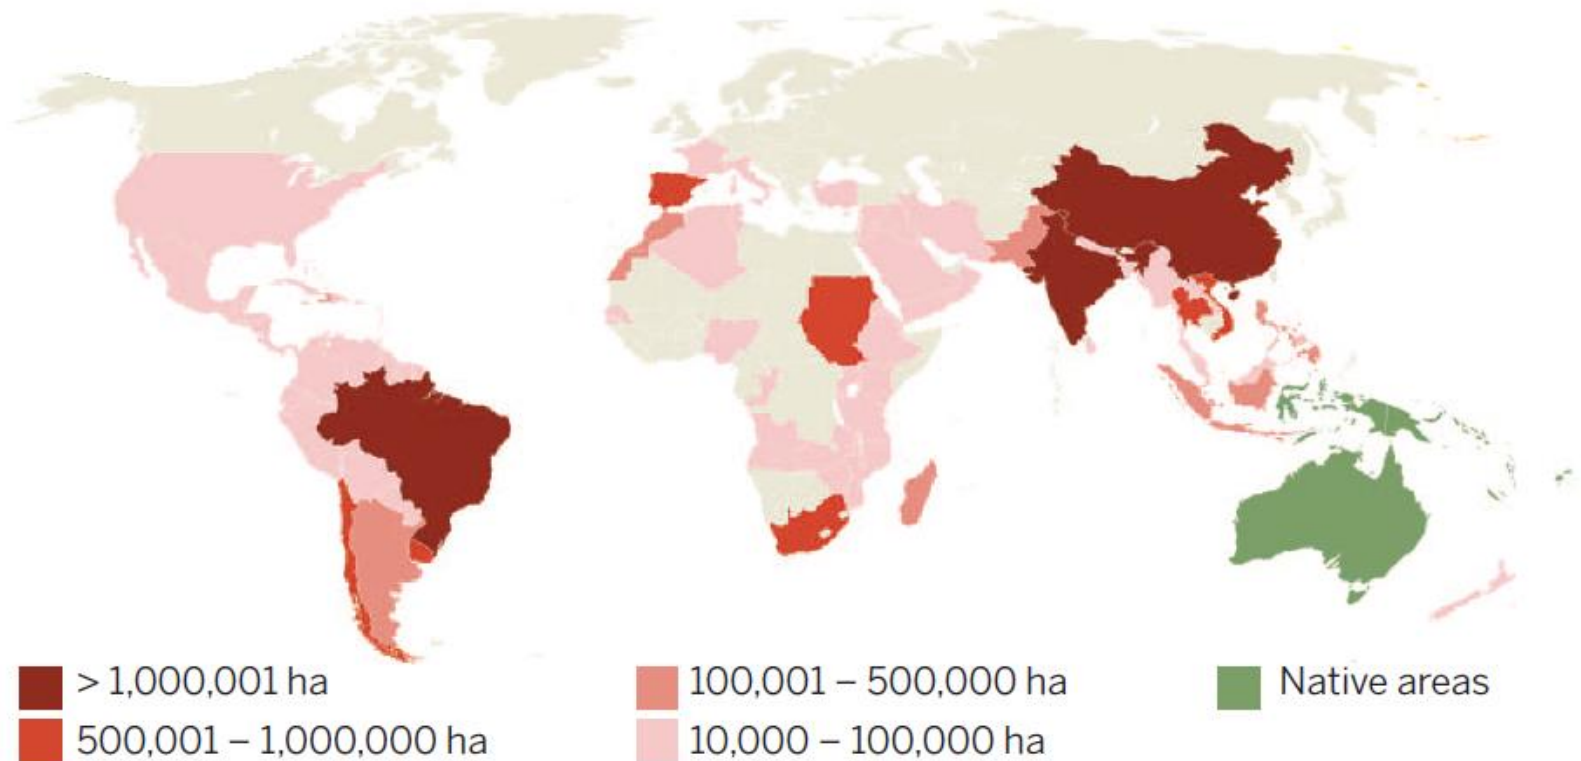 > 1,000,001 ha
500,001 – 1,000,000 ha
100,001 – 500,000 ha
10,000 – 100,000 ha
Native areas